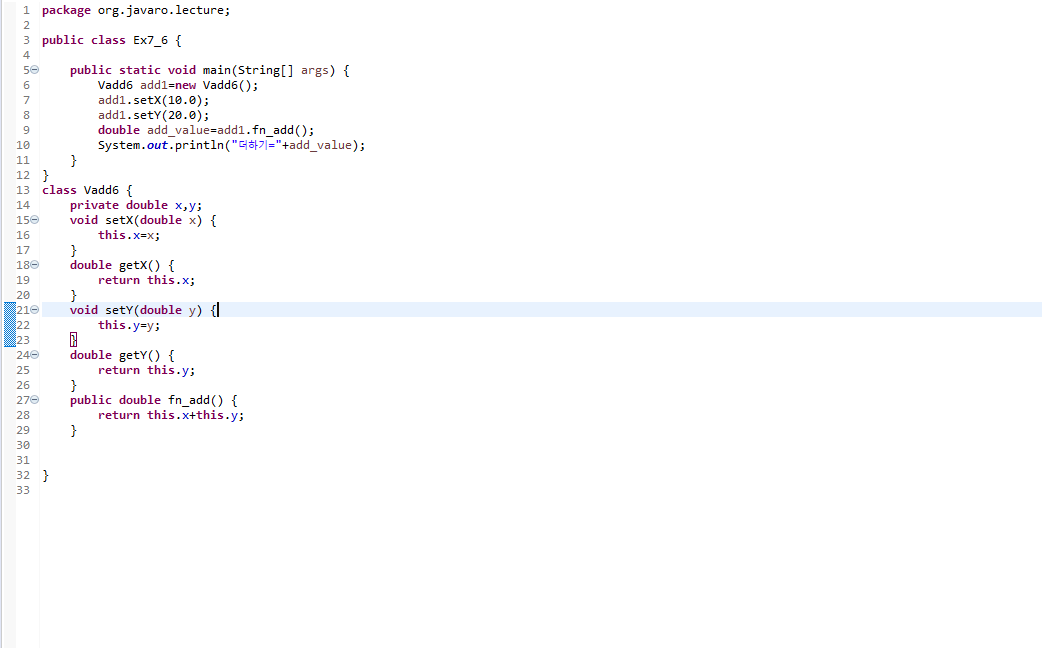 1 package org.javaro.lecture;
2
3 public class Ex7_6 {
4
5 public static void main(String[] args) {
6 Vadd6 add1=new Vadd6();
7 add1.setX(10.0);
8 add1.setY(20.0);
9 double add_value=add1.fn_add();
10 System.out.println("더하기="+add_value);
11 }
12 }
13 class Vadd6 {
14 private double x,y;
15 void setX(double x) {
16 this.x=x;
17 }
18 double getX() {
19 return this.x;
20 }
21 void setY(double y) {
22 this.y=y;
23 }
24 double getY() {
25 return this.y;
26 }
27 public double fn_add() {
28 return this.x+this.y;
29 }
30
31
32 }
33